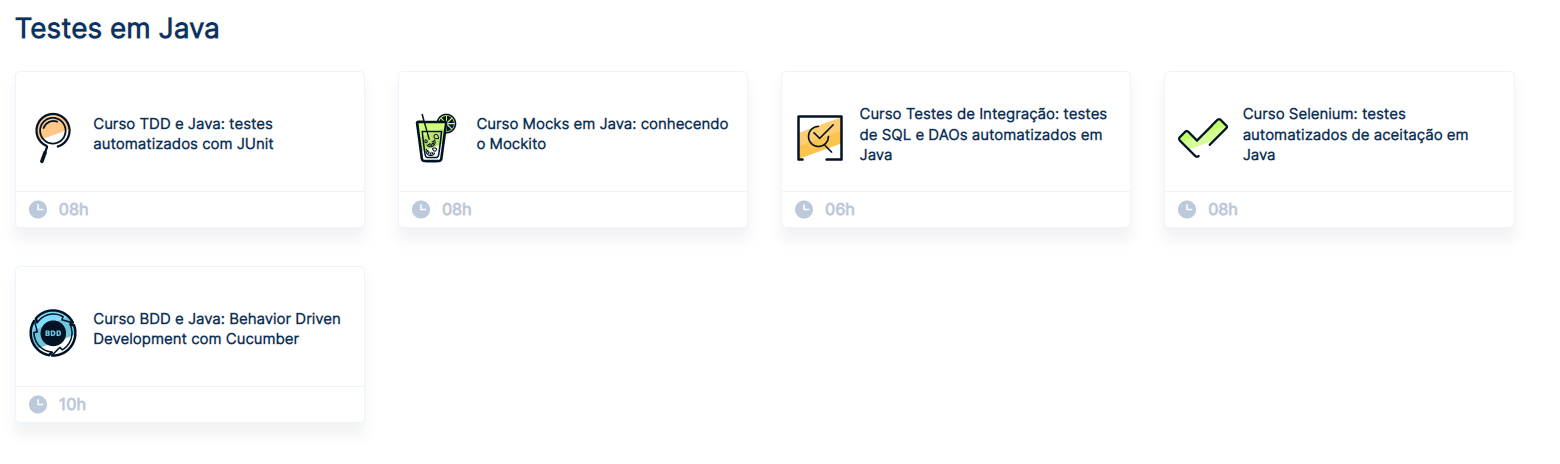 Testes em Java
Curso TDD e Java: testes
automatizados com JUnit
08h
Curso Mocks em Java: conhecendo
o Mockito
08h
Curso Testes de Integração: testes
de SQL e DAOs automatizados em
Java
06h
Curso Selenium: testes
automatizados de aceitação em
Java
08h
BDD
Curso BDD e Java: Behavior Driven
Development com Cucumber
10h